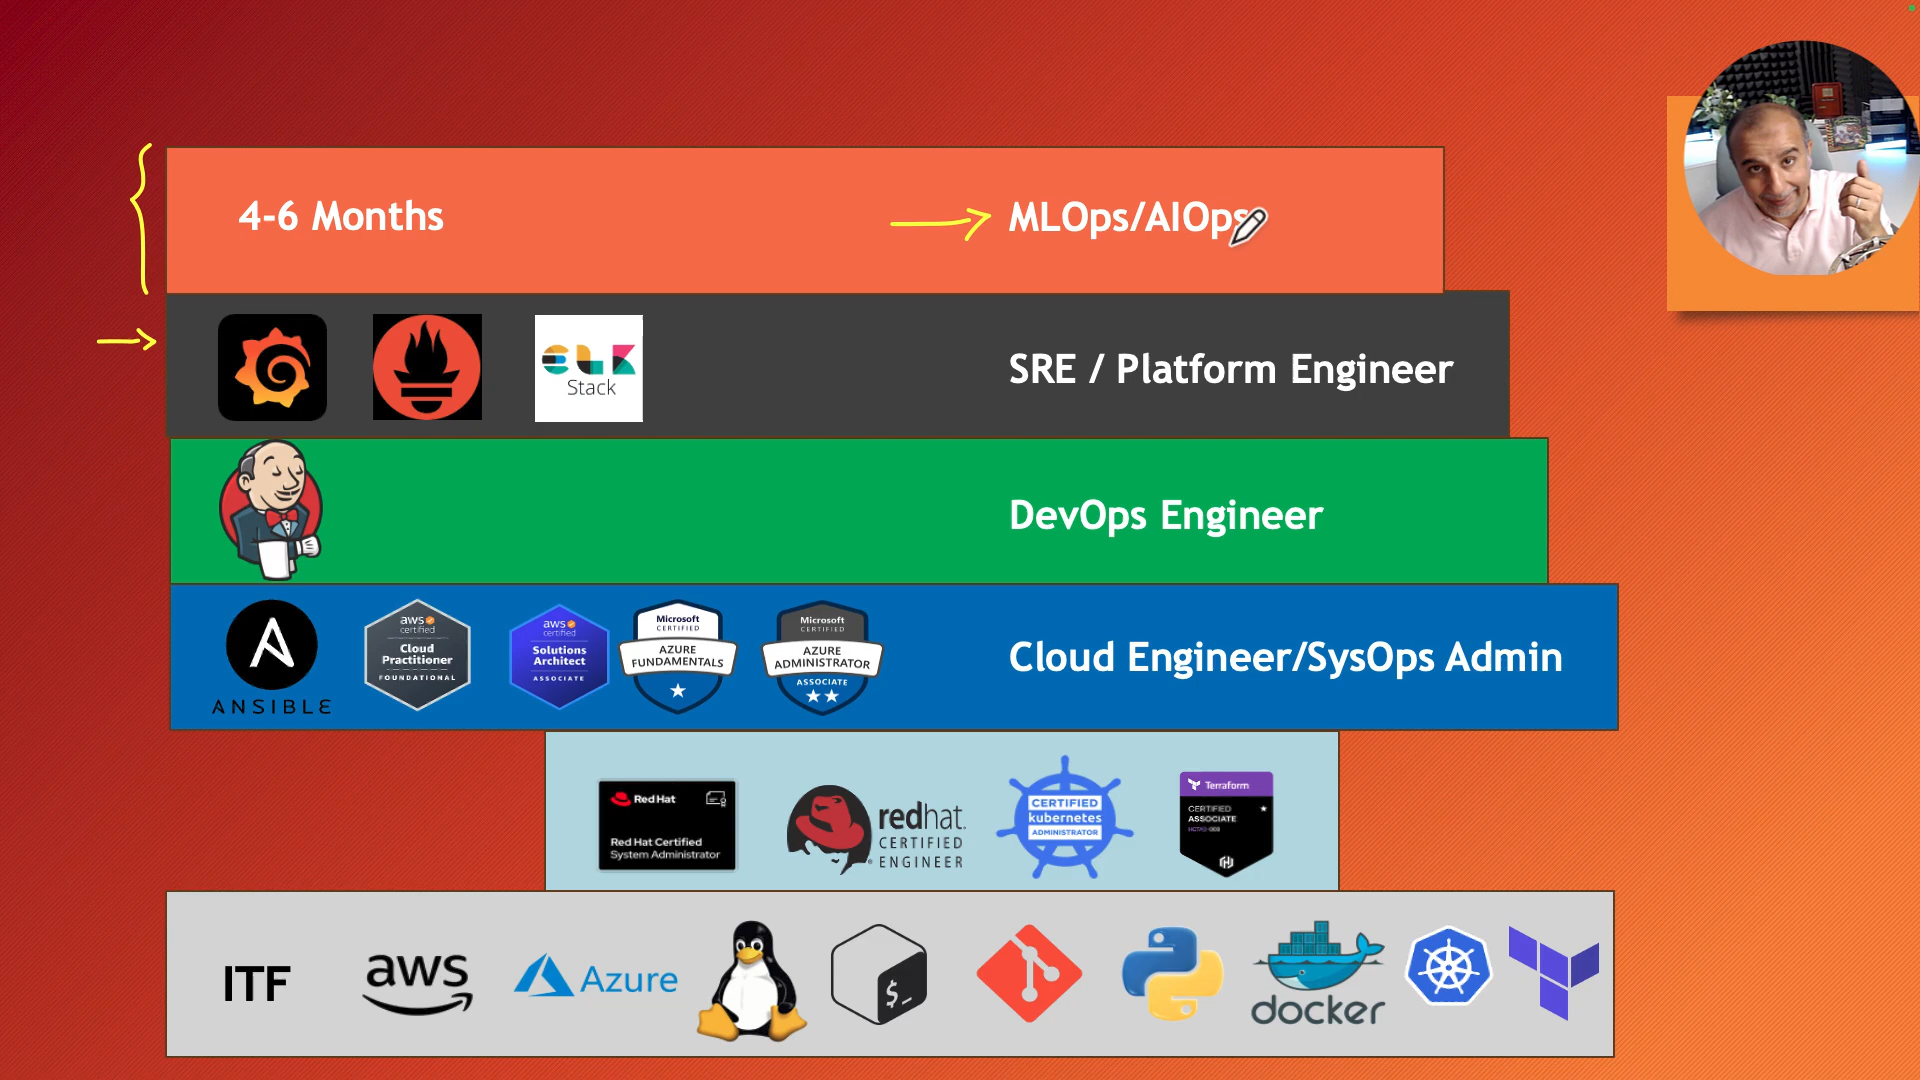 4-6 Months
MLOps/AIOps
elk
Stack
SRE / Platform Engineer
DevOps Engineer
ANSIBLE
aws
certified
Cloud
Practitioner
FOUNDATIONAL
aws
certified
Solutions
Architect
ASSOCIATE
Microsoft
CERTIFIED
AZURE
FUNDAMENTALS
Microsoft
CERTIFIED
AZURE
ADMINISTRATOR
ASSOCIATE
Cloud Engineer/SysOps Admin
Red Hat
Red Hat Certified
System Administrator
redhat.
CERTIFIED
ENGINEER
CERTIFIED
kubernetes
ADMINISTRATOR
Terraform
CERTIFIED
ASSOCIATE
ITF
aws
Azure
$_
docker